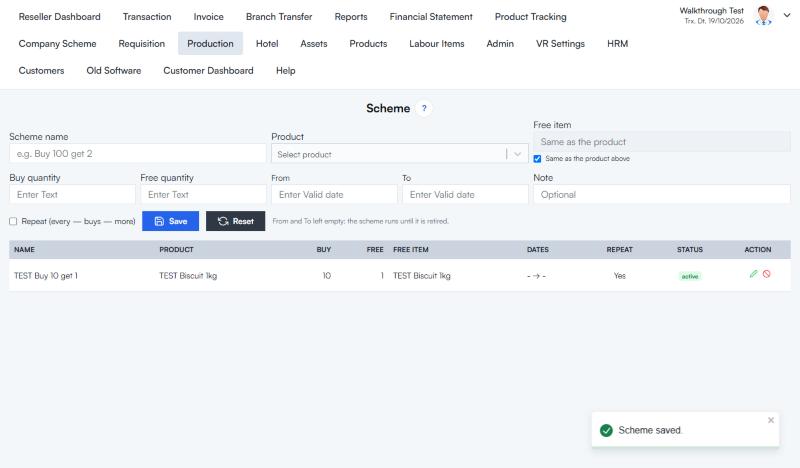 Reseller Dashboard Transaction Invoice Branch Transfer Reports Financial Statement Product Tracking
Walkthrough Test
Trx. Dt. 19/10/2026
Company Scheme Requisition Production Hotel Assets Products Labour Items Admin VR Settings HRM
Customers Old Software Customer Dashboard Help
Scheme ?
Scheme name Product Free item
e.g. Buy 100 get 2 Select product Same as the product
Same as the product above
Buy quantity Free quantity From To Note
Enter Text Enter Text Enter Valid date Enter Valid date Optional
Repeat (every — buys — more) Save Reset From and To left empty: the scheme runs until it is retired.
NAME PRODUCT BUY FREE FREE ITEM DATES REPEAT STATUS ACTION
TEST Buy 10 get 1 TEST Biscuit 1kg 10 1 TEST Biscuit 1kg - → - Yes active
Scheme saved.